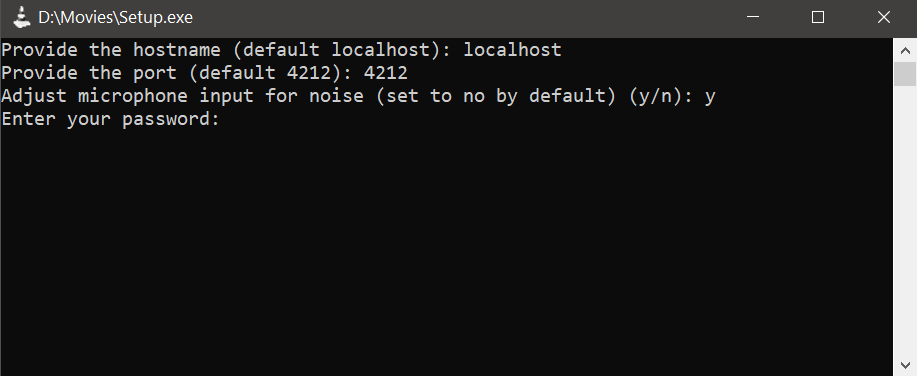 D:\Movies\Setup.exe
Provide the hostname (default localhost): localhost
Provide the port (default 4212): 4212
Adjust microphone input for noise (set to no by default) (y/n): y
Enter your password: